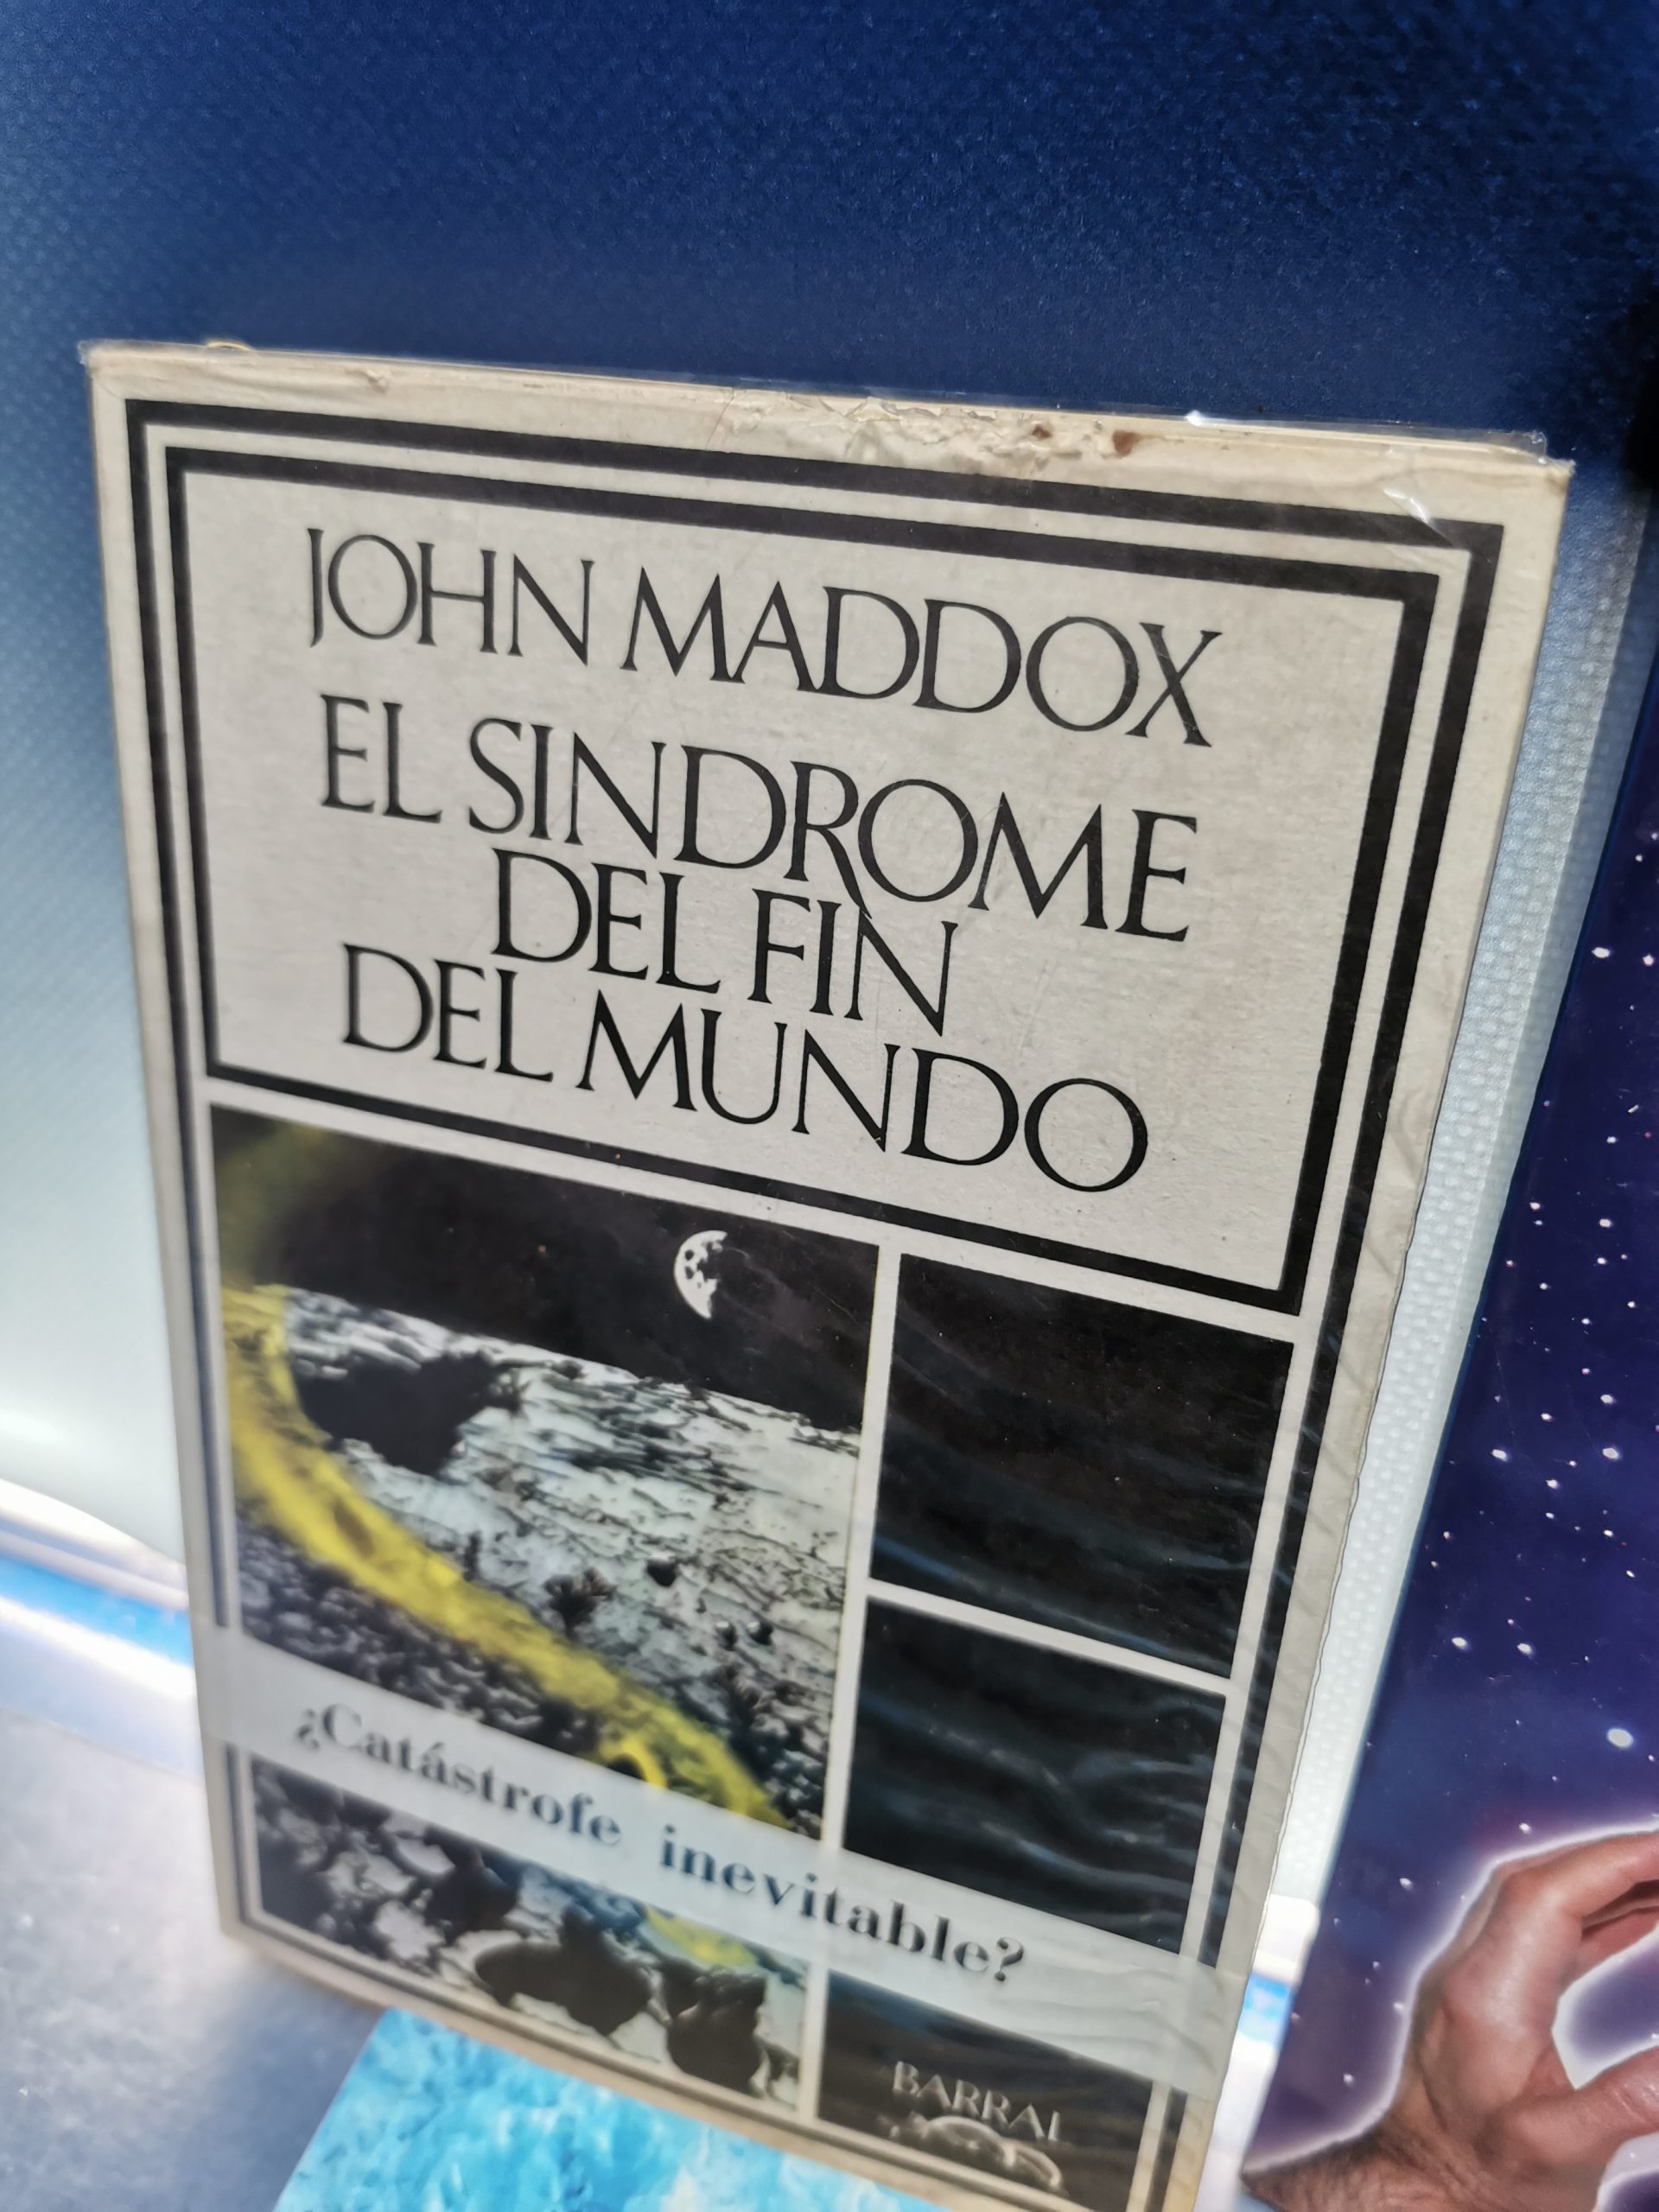 JOHN MADDOX
EL SINDROME
DEL FIN
DEL MUNDO
¿Catástrofe inevitable?
BARRAL